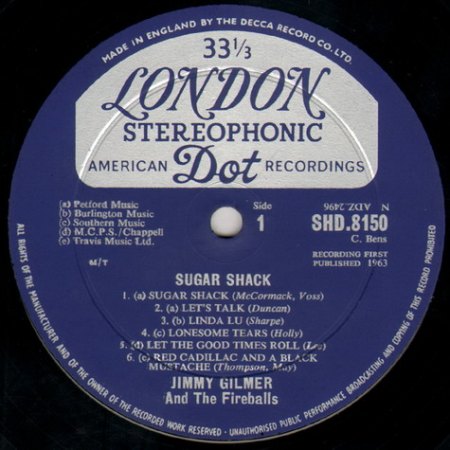 MADE IN ENGLAND BY THE DECCA RECORD CO. LTD.
33 1/3
LONDON
STEREOPHONIC
AMERICAN Dot RECORDINGS
(a) Petford Music
(b) Burlington Music
(c) Southern Music
(d) M.C.P.S./Chappell
(e) Travis Music Ltd.
M/T
Side
1
N ADZ.2496
SHD.8150
C. Bens
RECORDING FIRST
PUBLISHED 1963
SUGAR SHACK
1. (a) SUGAR SHACK (McCormack, Voss)
2. (a) LET'S TALK (Duncan)
3. (b) LINDA LU (Sharpe)
4. (c) LONESOME TEARS (Holly)
5. (d) LET THE GOOD TIMES ROLL (Lee)
6. (e) RED CADILLAC AND A BLACK
MUSTACHE (Thompson, May)
JIMMY GILMER
And The Fireballs
ALL RIGHTS OF THE MANUFACTURER AND OF THE OWNER OF THE RECORDED WORK RESERVED · UNAUTHORISED PUBLIC PERFORMANCE BROADCASTING AND COPYING OF THIS RECORD PROHIBITED